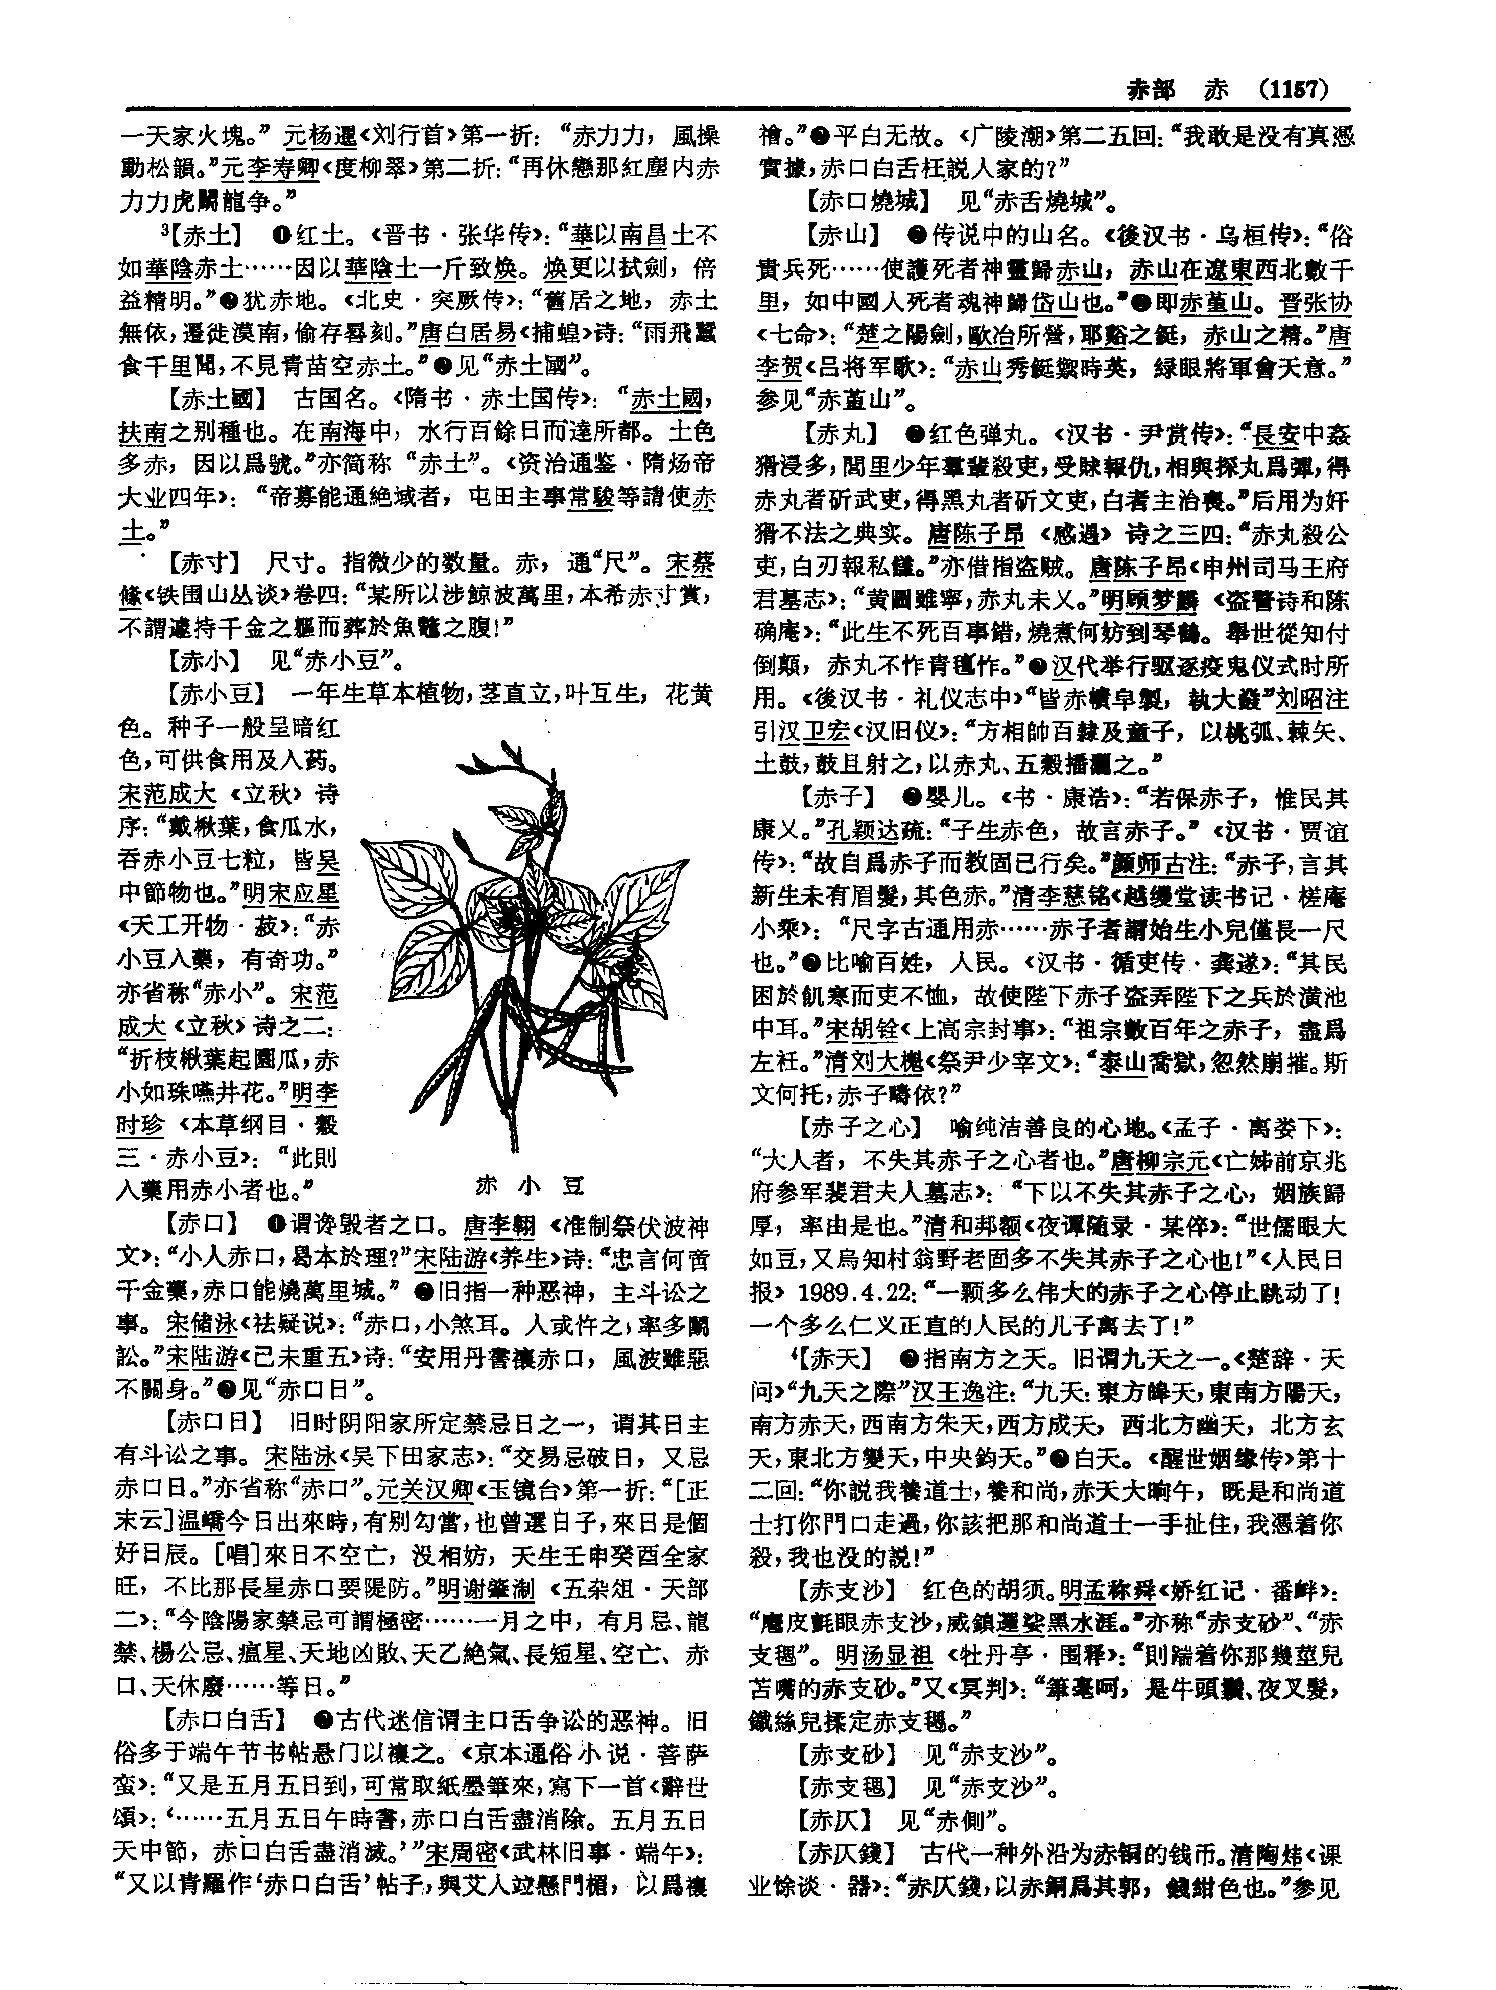 赤部 赤 (1157)
一天家火塊。”元杨暹《刘行首》第一折：“赤力力，風操
動松韻。”元李寿卿《度柳翠》第二折：“再休戀那紅塵内赤
力力虎鬭龍争。”
³【赤土】 ❶红土。《晋书·张华传》：“華以南昌土不
如華陰赤土……因以華陰土一斤致焕。焕更以拭劍，倍
益精明。”❷犹赤地。《北史·突厥传》：“舊居之地，赤土
無依，遷徙漠南，偷存晷刻。”唐白居易《捕蝗》诗：“雨飛蠶
食千里間，不見青苗空赤土。”❸见“赤土國”。
【赤土國】 古国名。《隋书·赤土国传》：“赤土國，
扶南之别種也。在南海中，水行百餘日而達所都。土色
多赤，因以爲號。”亦简称“赤土”。《资治通鉴·隋炀帝
大业四年》：“帝募能通絶域者，屯田主事常駿等請使赤
土。”
【赤寸】 尺寸。指微少的数量。赤，通“尺”。宋蔡
絛《铁围山丛谈》卷四：“某所以涉鯨波萬里，本希赤寸賞，
不謂遽持千金之軀而葬於魚鼈之腹！”
【赤小】 见“赤小豆”。
【赤小豆】 一年生草本植物，茎直立，叶互生，花黄
色。种子一般呈暗红
色，可供食用及入药。
宋范成大《立秋》诗
序：“戴楸葉，食瓜水，
吞赤小豆七粒，皆吴
中節物也。”明宋应星
《天工开物·菽》：“赤
小豆入藥，有奇功。”
亦省称“赤小”。宋范
成大《立秋》诗之二：
“折枝楸葉起園瓜，赤
小如珠嚥井花。”明李
时珍《本草纲目·穀
三·赤小豆》：“此則
入藥用赤小者也。”
赤小豆
【赤口】 ❶谓谗毁者之口。唐李翱《准制祭伏波神
文》：“小人赤口，曷本於理？”宋陆游《养生》诗：“忠言何啻
千金藥，赤口能燒萬里城。” ❷旧指一种恶神，主斗讼之
事。宋储泳《祛疑说》：“赤口，小煞耳。人或忤之，率多鬭
訟。”宋陆游《己未重五》诗：“安用丹書禳赤口，風波雖惡
不關身。”❸见“赤口日”。
【赤口日】 旧时阴阳家所定禁忌日之一，谓其日主
有斗讼之事。宋陆泳《吴下田家志》：“交易忌破日，又忌
赤口日。”亦省称“赤口”。元关汉卿《玉镜台》第一折：“［正
末云］温嶠今日出來時，有别勾當，也曾選日子，來日是個
好日辰。［唱］來日不空亡，没相妨，天生壬申癸酉全家
旺，不比那長星赤口要隄防。”明谢肇淛《五杂俎·天部
二》：“今陰陽家禁忌可謂極密……一月之中，有月忌、龍
禁、楊公忌、瘟星、天地凶敗、天乙絶氣、長短星、空亡、赤
口、天休廢……等日。”
【赤口白舌】 ❶古代迷信谓主口舌争讼的恶神。旧
俗多于端午节书帖悬门以禳之。《京本通俗小说·菩萨
蛮》：“又是五月五日到，可常取紙墨筆來，寫下一首《辭世
頌》：‘……五月五日午時書，赤口白舌盡消除。五月五日
天中節，赤口白舌盡消滅。’”宋周密《武林旧事·端午》：
“又以青羅作‘赤口白舌’帖子，與艾人竝懸門楣，以爲禳
襘。”❷平白无故。《广陵潮》第二五回：“我敢是没有真憑
實據，赤口白舌枉説人家的？”
【赤口燒城】 见“赤舌燒城”。
【赤山】 ❶传说中的山名。《後汉书·乌桓传》：“俗
貴兵死……使護死者神靈歸赤山，赤山在遼東西北數千
里，如中國人死者魂神歸岱山也。”❷即赤堇山。晋张协
《七命》：“楚之陽劍，歐冶所營，耶谿之鋌，赤山之精。”唐
李贺《吕将军歌》：“赤山秀鋌禦時英，緑眼將軍會天意。”
参见“赤堇山”。
【赤丸】 ❶红色弹丸。《汉书·尹赏传》：“長安中姦
猾浸多，閭里少年羣輩殺吏，受賕報仇，相與探丸爲彈，得
赤丸者斫武吏，得黑丸者斫文吏，白者主治喪。”后用为奸
猾不法之典实。唐陈子昂《感遇》诗之三四：“赤丸殺公
吏，白刃報私讎。”亦借指盗贼。唐陈子昂《申州司马王府
君墓志》：“黄圖雖寧，赤丸未乂。”明顾梦麟《盗警诗和陈
确庵》：“此生不死百事錯，燒煮何妨到琴鶴。舉世從知付
倒顛，赤丸不怍青氊怍。”❷汉代举行驱逐疫鬼仪式时所
用。《後汉书·礼仪志中》“皆赤幘皁製，執大鼗”刘昭注
引汉卫宏《汉旧仪》：“方相帥百隸及童子，以桃弧、棘矢、
土鼓，鼓且射之，以赤丸、五穀播灑之。”
【赤子】 ❶婴儿。《书·康诰》：“若保赤子，惟民其
康乂。”孔颖达疏：“子生赤色，故言赤子。”《汉书·贾谊
传》：“故自爲赤子而教固已行矣。”颜师古注：“赤子，言其
新生未有眉髮，其色赤。”清李慈铭《越缦堂读书记·槎庵
小乘》：“尺字古通用赤……赤子者謂始生小兒僅長一尺
也。”❷比喻百姓，人民。《汉书·循吏传·龚遂》：“其民
困於飢寒而吏不恤，故使陛下赤子盗弄陛下之兵於潢池
中耳。”宋胡铨《上高宗封事》：“祖宗數百年之赤子，盡爲
左衽。”清刘大櫆《祭尹少宰文》：“泰山喬嶽，忽然崩摧。斯
文何托，赤子疇依？”
【赤子之心】 喻纯洁善良的心地。《孟子·离娄下》：
“大人者，不失其赤子之心者也。”唐柳宗元《亡姊前京兆
府参军裴君夫人墓志》：“下以不失其赤子之心，姻族歸
厚，率由是也。”清和邦额《夜谭随录·某倅》：“世儒眼大
如豆，又烏知村翁野老固多不失其赤子之心也！”《人民日
报》1989.4.22：“一颗多么伟大的赤子之心停止跳动了！
一个多么仁义正直的人民的儿子离去了！”
⁴【赤天】 ❶指南方之天。旧谓九天之一。《楚辞·天
问》“九天之際”汉王逸注：“九天：東方皞天，東南方陽天，
南方赤天，西南方朱天，西方成天，西北方幽天，北方玄
天，東北方變天，中央鈞天。”❷白天。《醒世姻缘传》第十
二回：“你説我養道士，養和尚，赤天大晌午，既是和尚道
士打你門口走過，你該把那和尚道士一手扯住，我憑着你
殺，我也没的説！”
【赤支沙】 红色的胡须。明孟称舜《娇红记·番衅》：
“鷹皮氈眼赤支沙，威鎮邏娑黑水涯。”亦称“赤支砂”、“赤
支毸”。明汤显祖《牡丹亭·围释》：“則踹着你那幾莖兒
苫嘴的赤支砂。”又《冥判》：“筆毫呵，是牛頭鬚、夜叉髮，
鐵絲兒揉定赤支毸。”
【赤支砂】 见“赤支沙”。
【赤支毸】 见“赤支沙”。
【赤仄】 见“赤側”。
【赤仄錢】 古代一种外沿为赤铜的钱币。清陶炜《课
业馀谈·器》：“赤仄錢，以赤銅爲其郭，錢紺色也。”参见